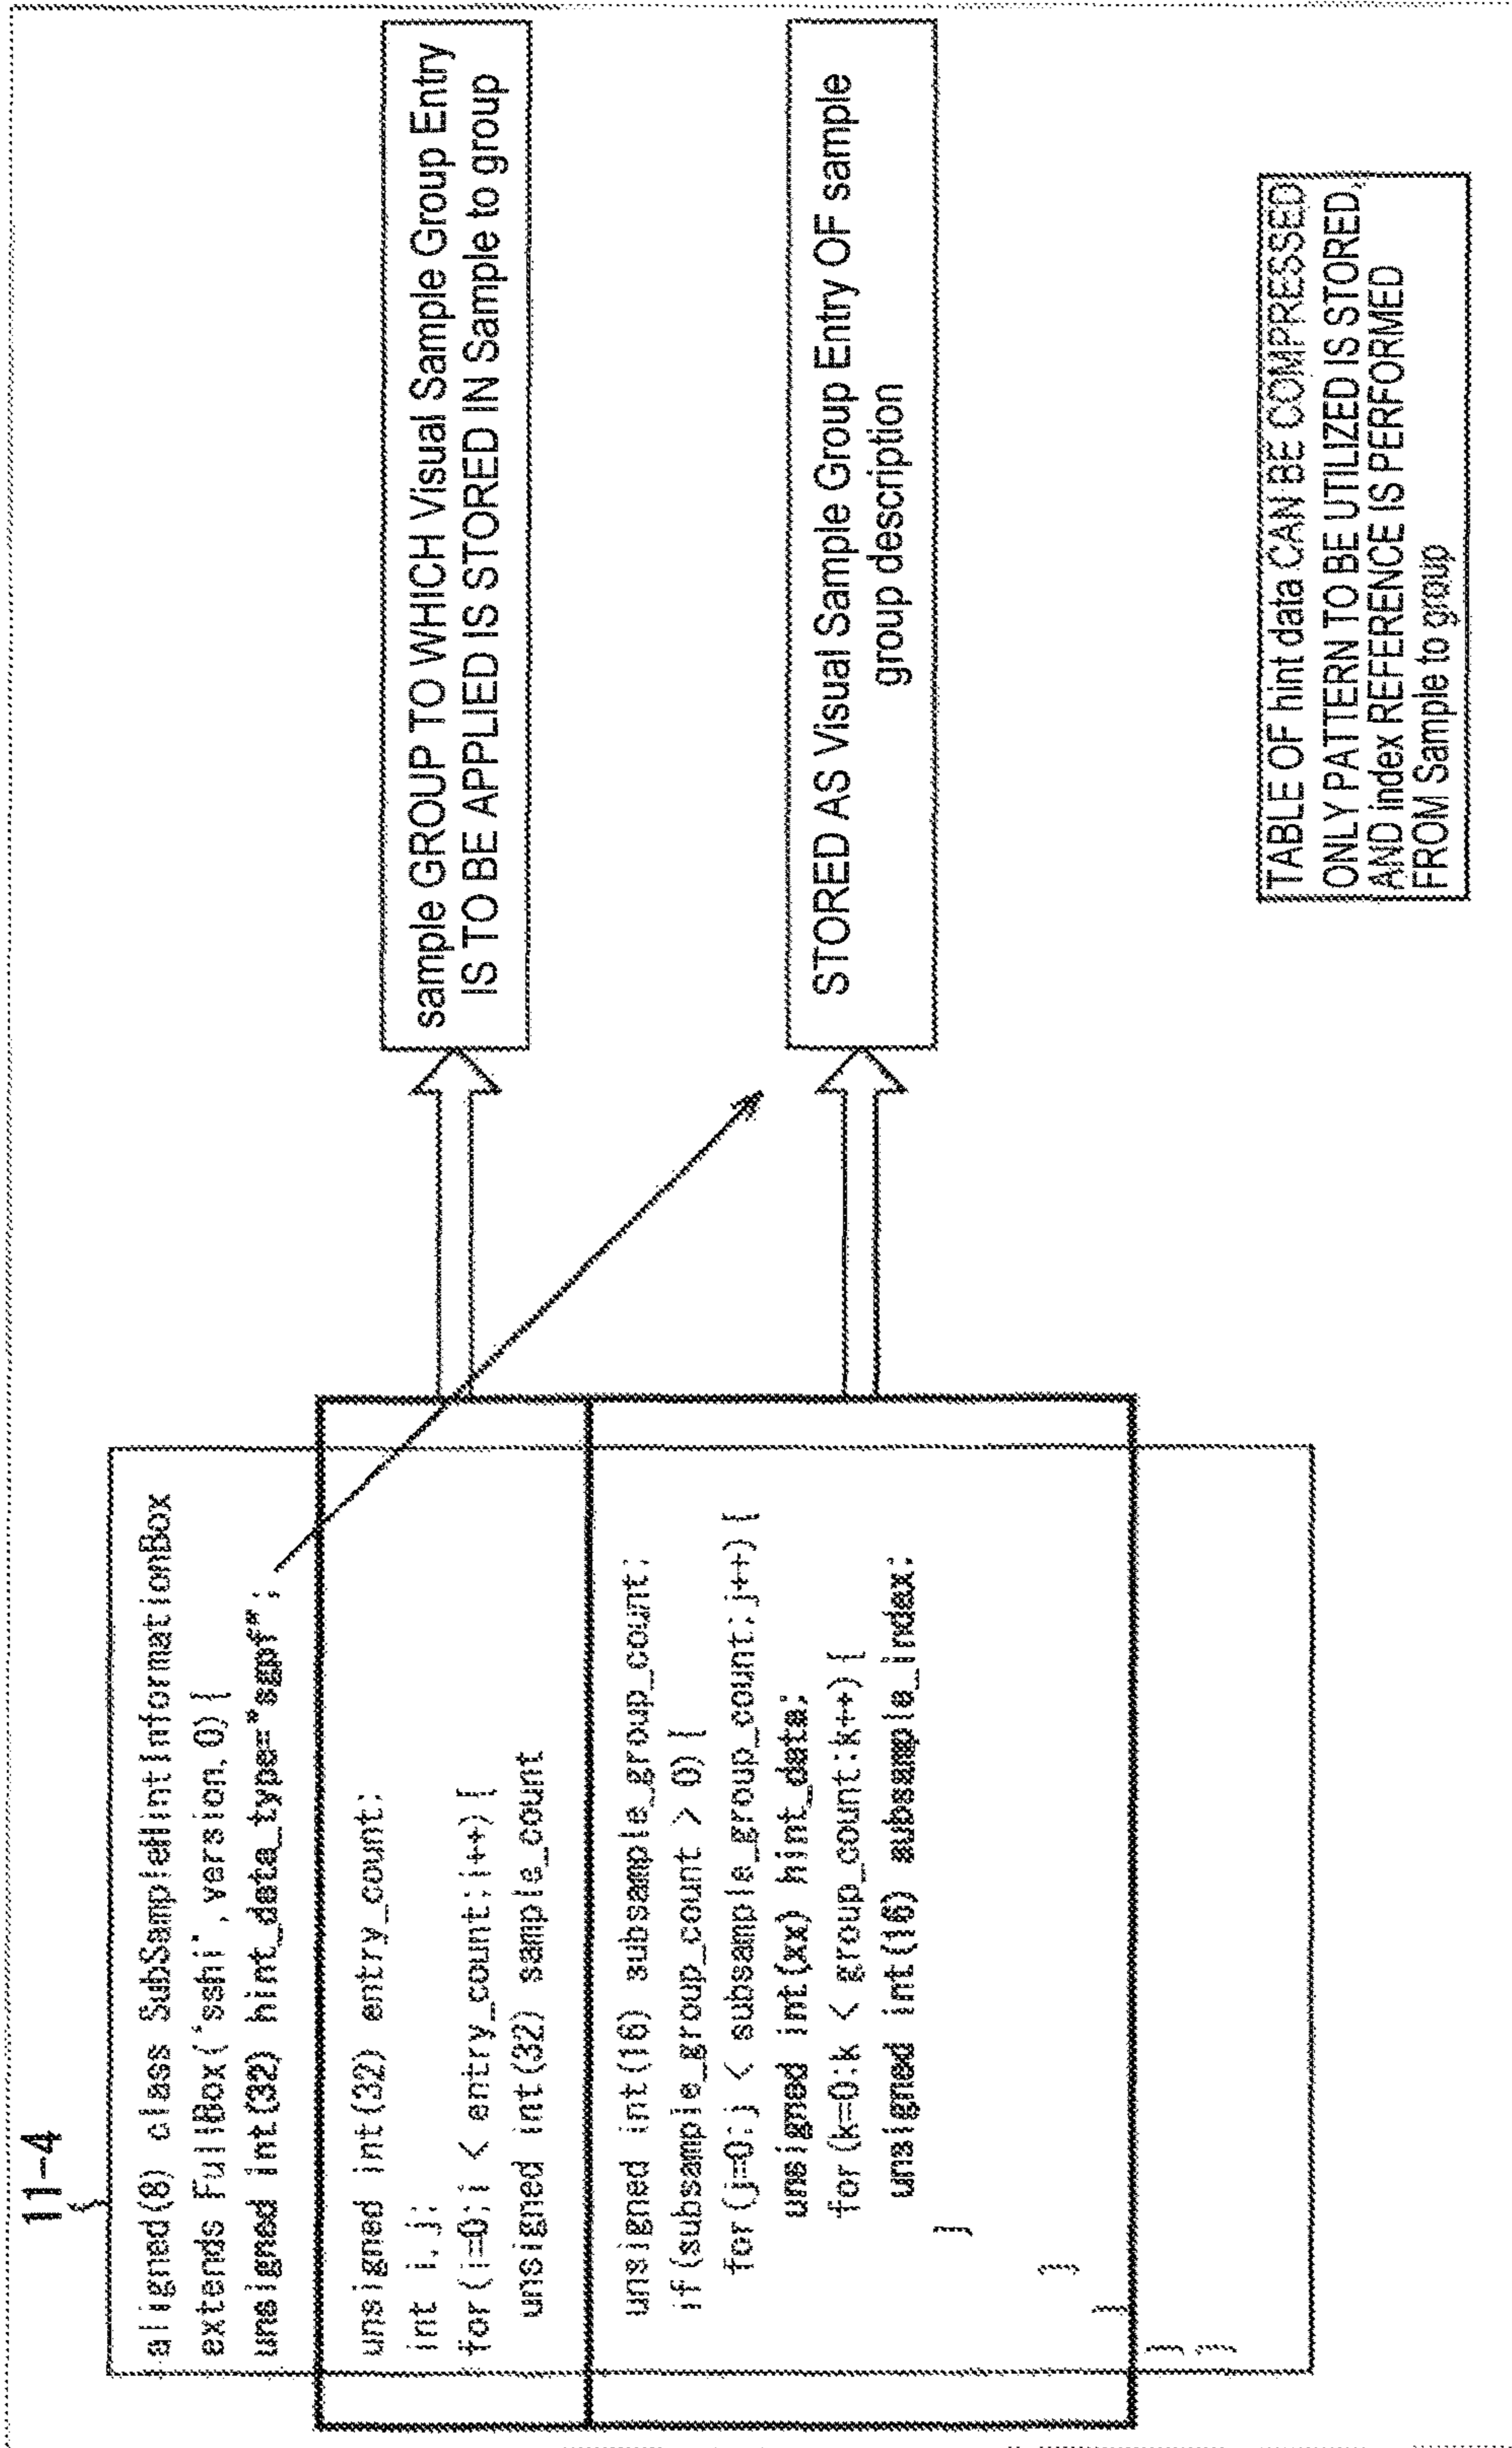 11-4
aligned(8) class SubSampleHintInformationBox
extends FullBox('sshi',version,0) {
unsigned int(32) hint_data_type="sgpf";
unsigned int(32) entry_count;
int i,j;
for(i=0;i < entry_count;i++) {
unsigned int(32) sample_count
unsigned int(16) subsample_group_count;
if(subsample_group_count > 0) {
for(j=0;j < subsample_group_count;j++) {
unsigned int(xx) hint_data;
for(k=0;k < group_count;k++) {
unsigned int(16) subsample_index;
}
}
}
}
}
sample GROUP TO WHICH Visual Sample Group Entry
IS TO BE APPLIED IS STORED IN Sample to group
STORED AS Visual Sample Group Entry OF sample
group description
TABLE OF hint data CAN BE COMPRESSED
ONLY PATTERN TO BE UTILIZED IS STORED,
AND index REFERENCE IS PERFORMED
FROM Sample to group